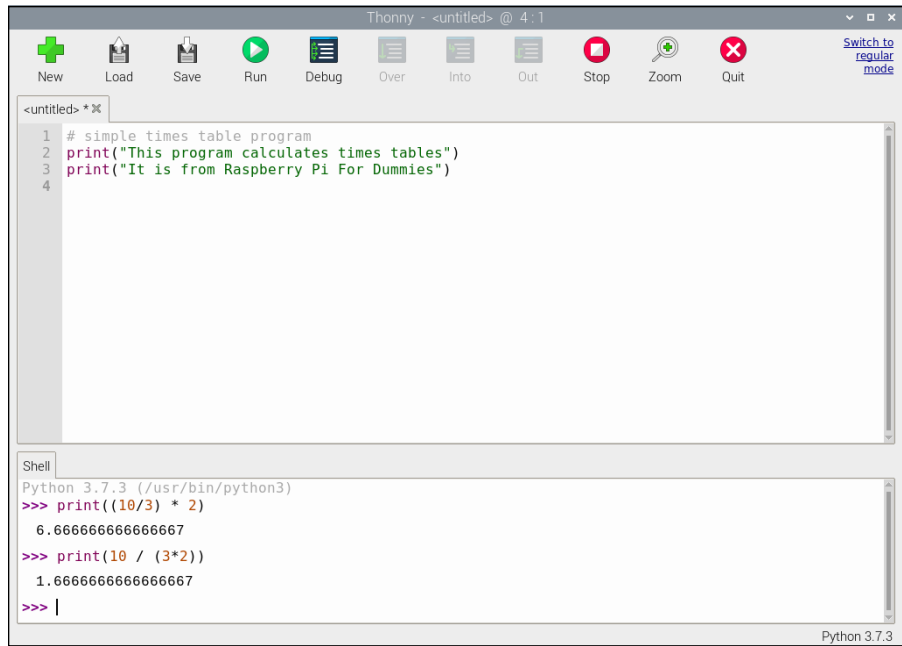 Thonny - <untitled> @ 4:1
New Load Save Run Debug Over Into Out Stop Zoom Quit
Switch to
regular
mode
<untitled> *
1 # simple times table program
2 print("This program calculates times tables")
3 print("It is from Raspberry Pi For Dummies")
4
Shell
Python 3.7.3 (/usr/bin/python3)
>>> print((10/3) * 2)
6.666666666666667
>>> print(10 / (3*2))
1.6666666666666667
>>>
Python 3.7.3